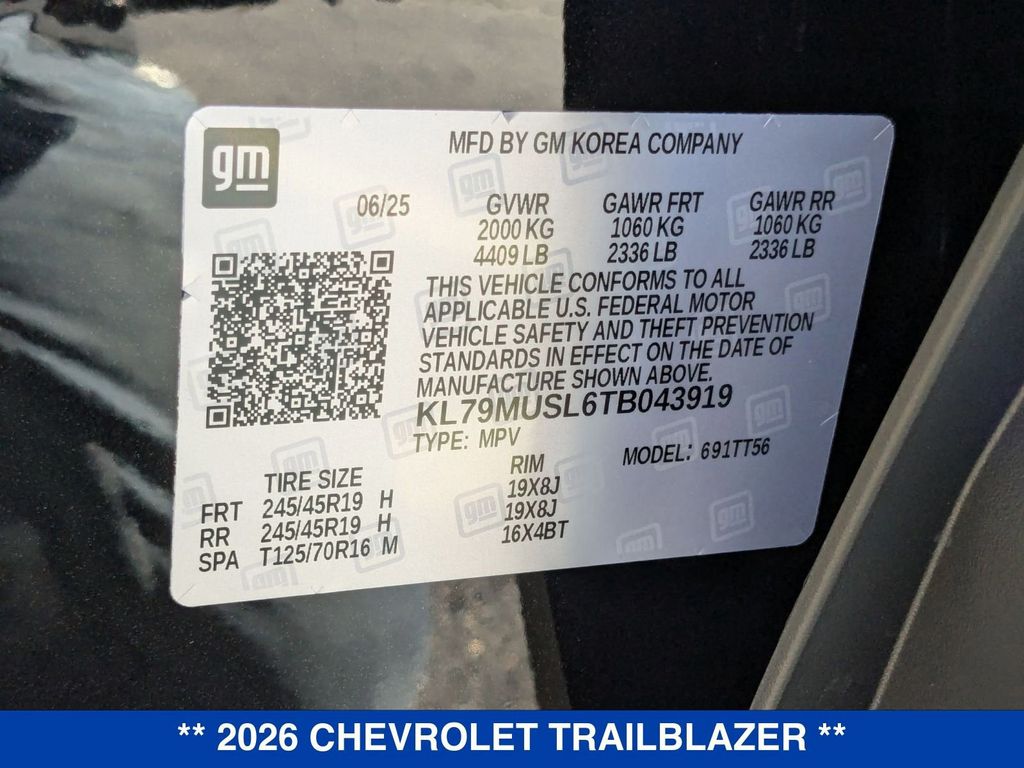 gm
MFD BY GM KOREA COMPANY
06/25 GVWR GAWR FRT GAWR RR
2000 KG 1060 KG 1060 KG
4409 LB 2336 LB 2336 LB
THIS VEHICLE CONFORMS TO ALL
APPLICABLE U.S. FEDERAL MOTOR
VEHICLE SAFETY AND THEFT PREVENTION
STANDARDS IN EFFECT ON THE DATE OF
MANUFACTURE SHOWN ABOVE.
KL79MUSL6TB043919
TYPE: MPV MODEL: 691TT56
TIRE SIZE RIM
FRT 245/45R19 H 19X8J
RR 245/45R19 H 19X8J
SPA T125/70R16 M 16X4BT
** 2026 CHEVROLET TRAILBLAZER **